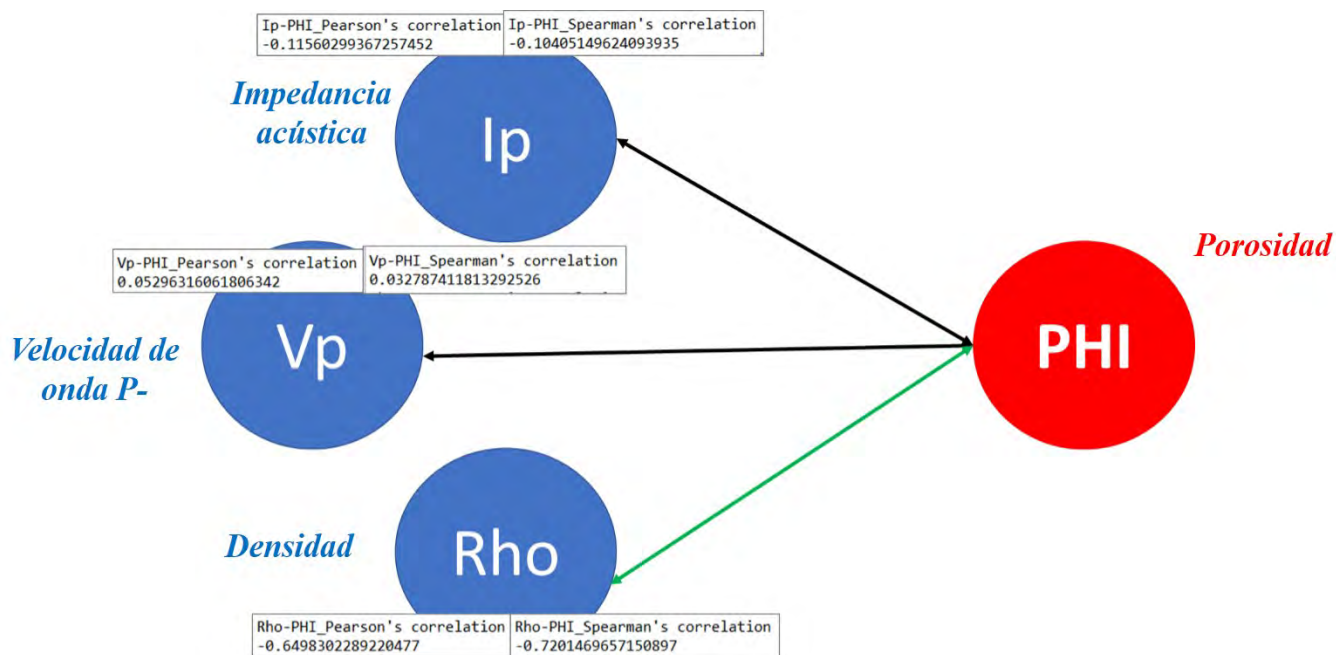 Ip-PHI_Pearson's correlation
-0.11560299367257452
Ip-PHI_Spearman's correlation
-0.10405149624093935
Impedancia
acústica
Ip
Vp-PHI_Pearson's correlation
0.05296316061806342
Vp-PHI_Spearman's correlation
0.032787411813292526
Porosidad
Velocidad de
onda P-
Vp
PHI
Densidad
Rho
Rho-PHI_Pearson's correlation
-0.6498302289220477
Rho-PHI_Spearman's correlation
-0.7201469657150897